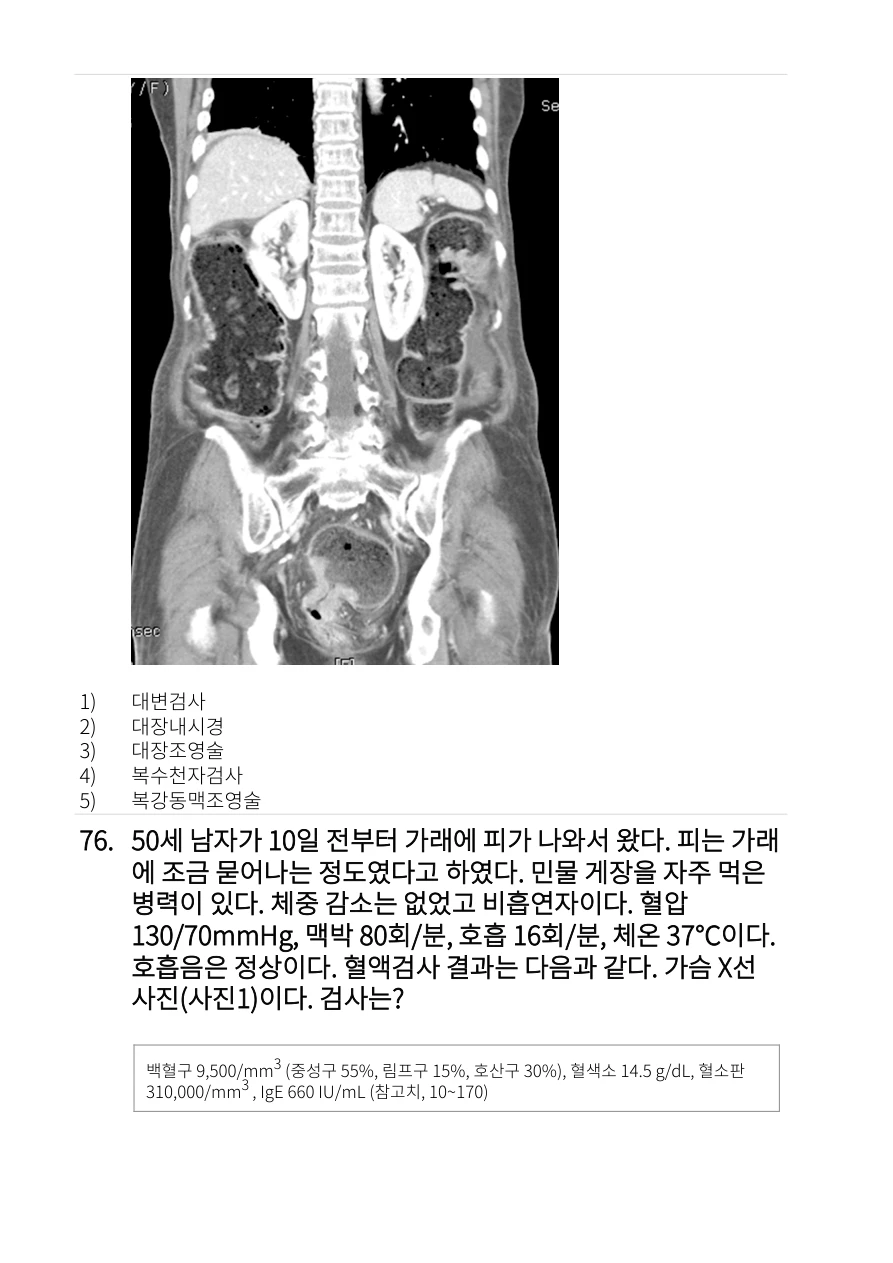 /F)
Se
sec
[F]
1) 대변검사
2) 대장내시경
3) 대장조영술
4) 복수천자검사
5) 복강동맥조영술
76. 50세 남자가 10일 전부터 가래에 피가 나와서 왔다. 피는 가래
에 조금 묻어나는 정도였다고 하였다. 민물 게장을 자주 먹은
병력이 있다. 체중 감소는 없었고 비흡연자이다. 혈압
130/70mmHg, 맥박 80회/분, 호흡 16회/분, 체온 37℃이다.
호흡음은 정상이다. 혈액검사 결과는 다음과 같다. 가슴 X선
사진(사진1)이다. 검사는?
백혈구 9,500/mm³ (중성구 55%, 림프구 15%, 호산구 30%), 혈색소 14.5 g/dL, 혈소판
310,000/mm³ , IgE 660 IU/mL (참고치, 10~170)